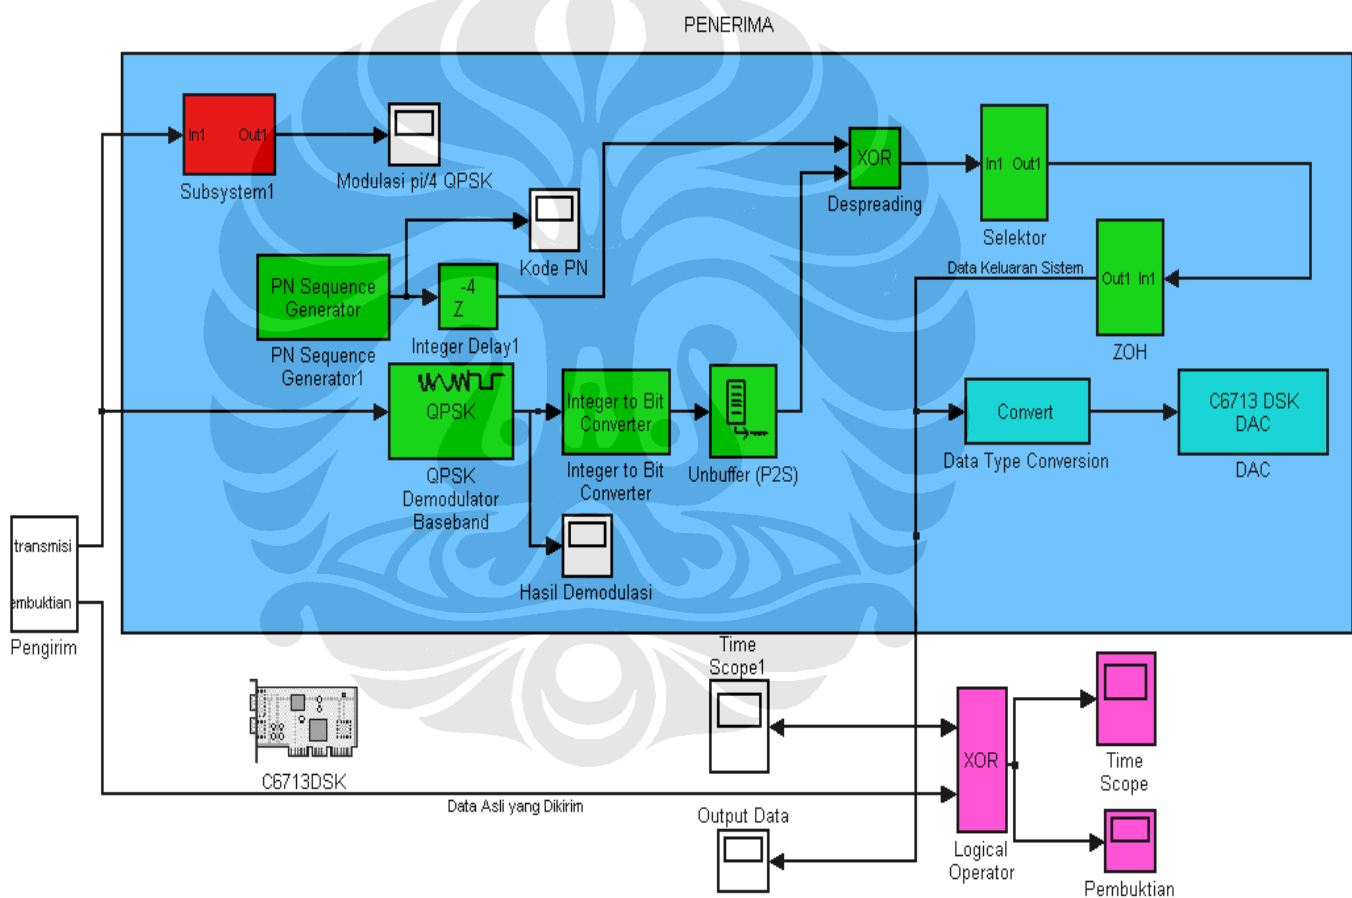 PENERIMA
In1 Out1
Subsystem1
Modulasi pi/4 QPSK
XOR
Despreading
In1 Out1
Selektor
Kode PN
PN Sequence
Generator
PN Sequence
Generator1
-4
Z
Integer Delay1
Data Keluaran Sistem
Out1 In1
ZOH
QPSK
QPSK
Demodulator
Baseband
Integer to Bit
Converter
Integer to Bit
Converter
Unbuffer (P2S)
Convert
Data Type Conversion
C6713 DSK
DAC
DAC
Hasil Demodulasi
transmisi
embuktian
Pengirim
Time
Scope1
C6713DSK
Data Asli yang Dikirim
XOR
Logical
Operator
Time
Scope
Output Data
Pembuktian